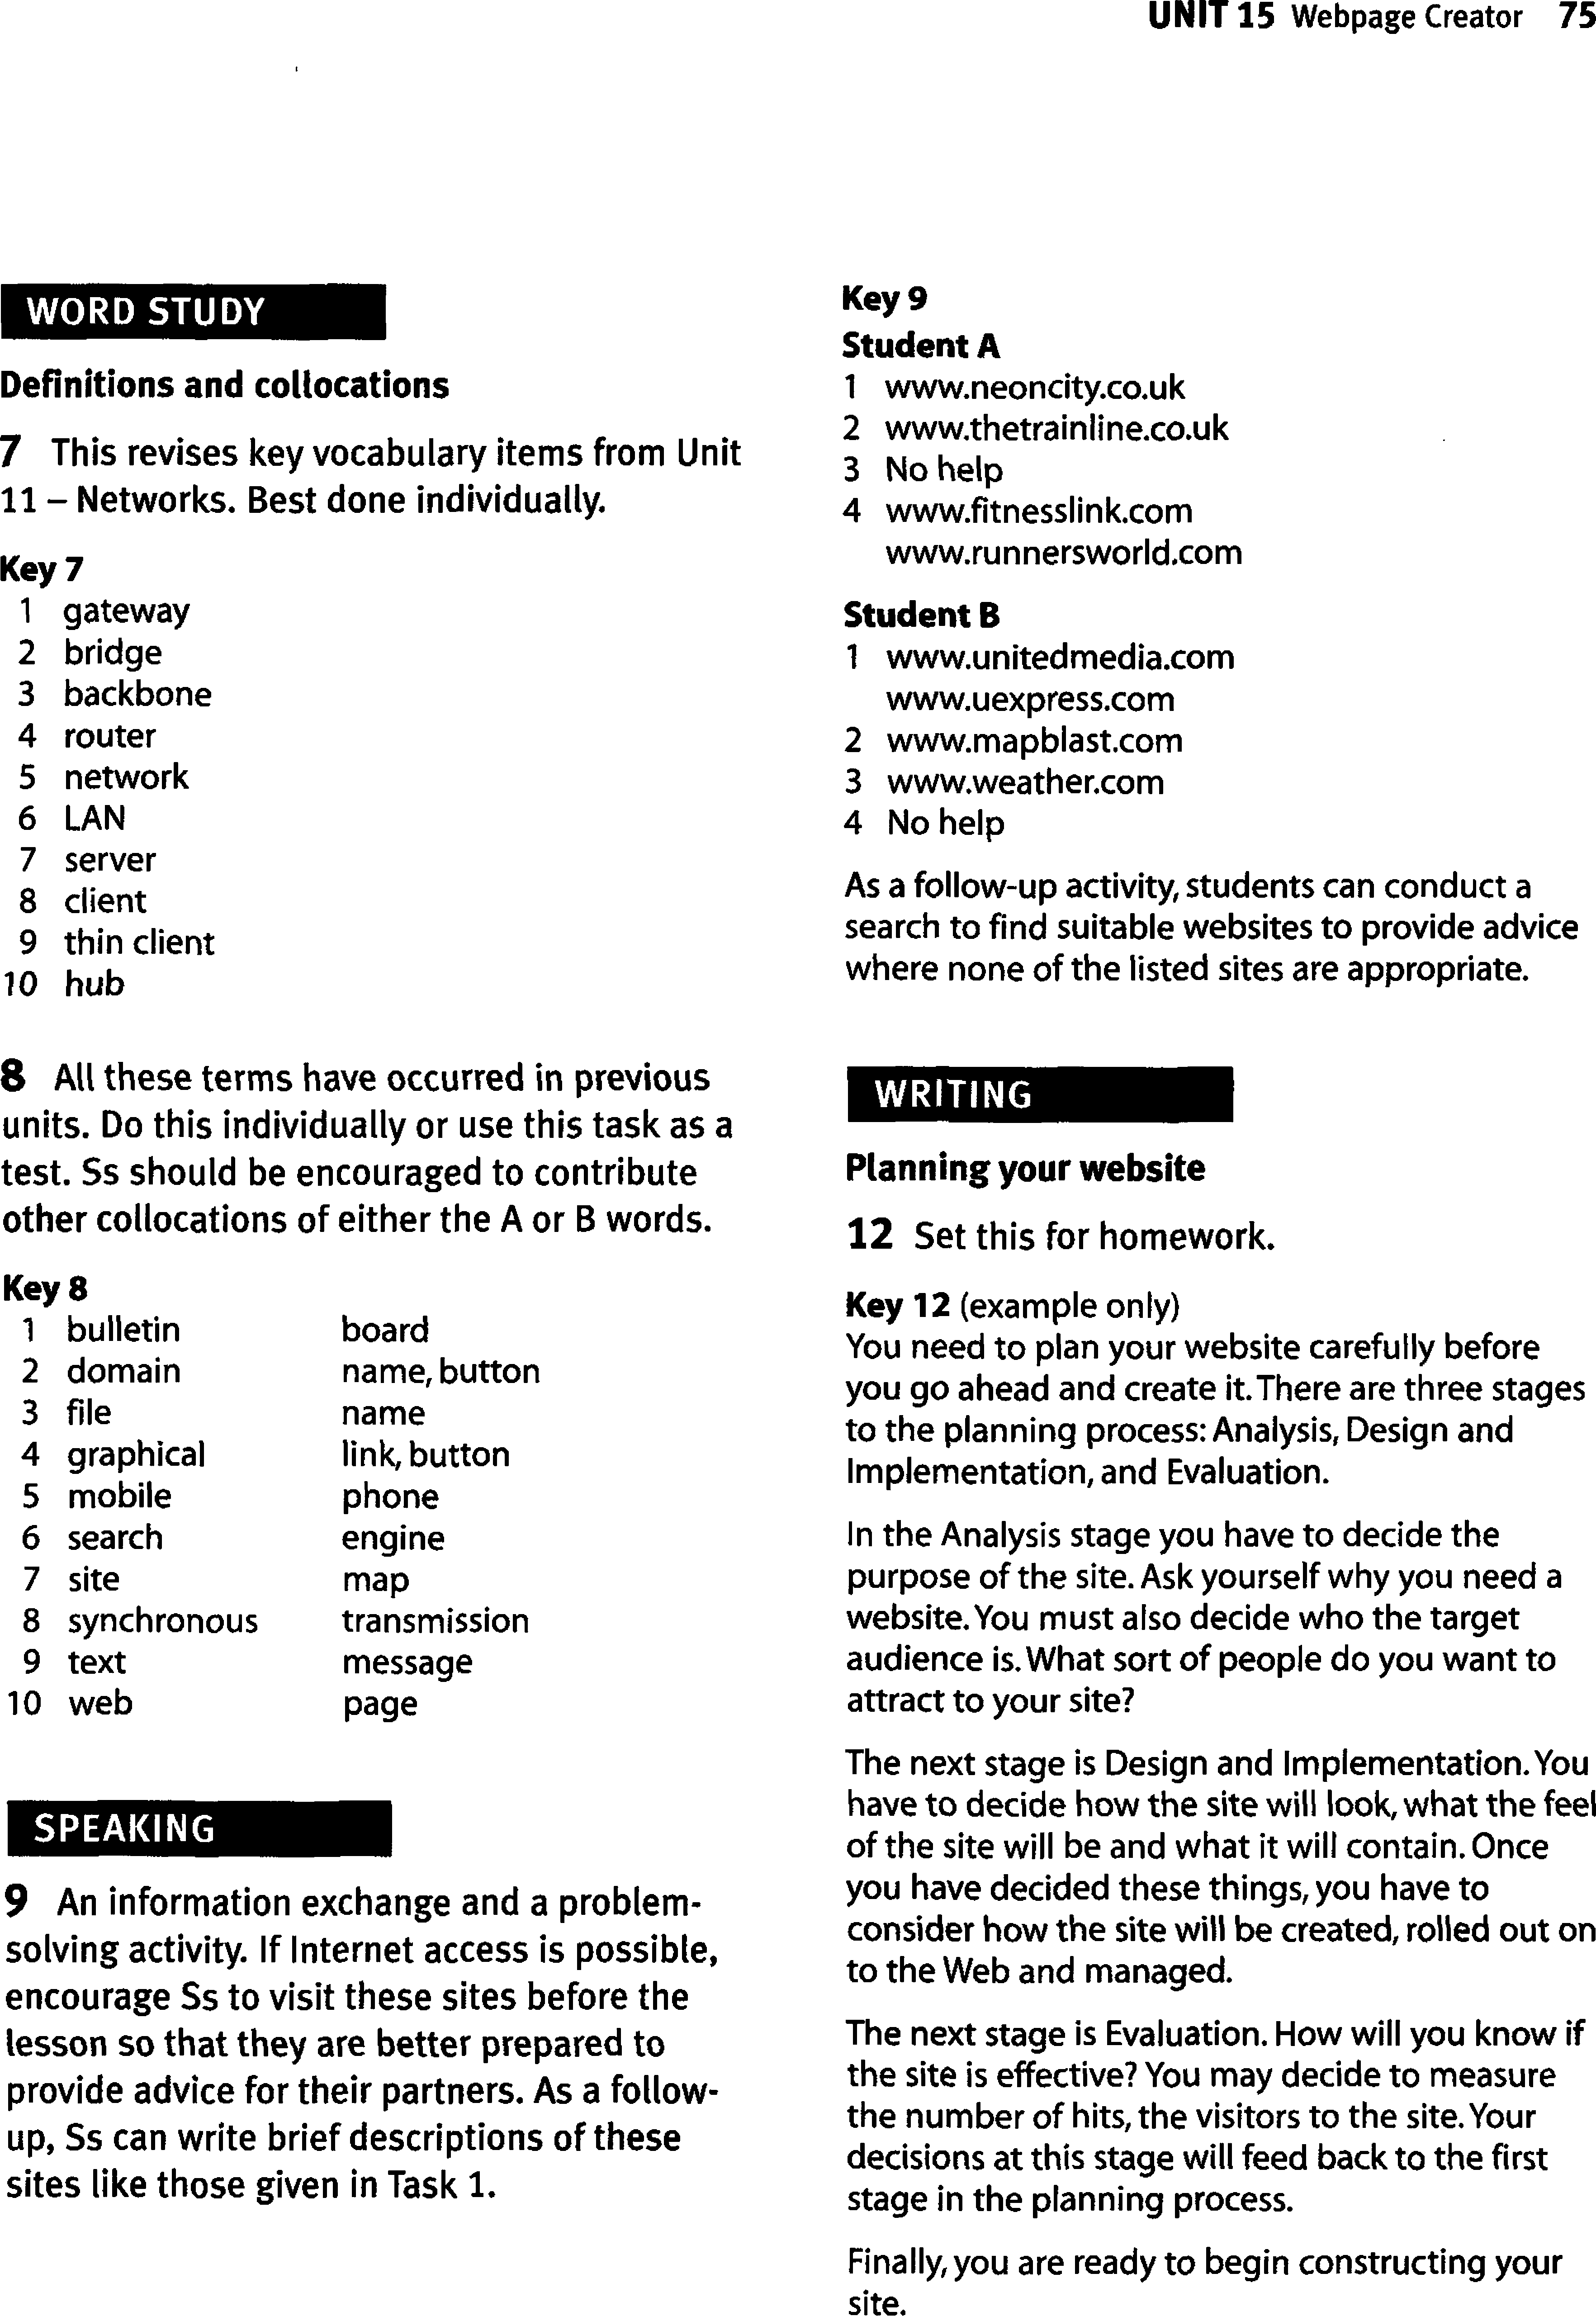 UNIT 15 Webpage Creator 75
WORD STUDY
Definitions and collocations
7 This revises key vocabulary items from Unit
11 – Networks. Best done individually.
Key 7
1 gateway
2 bridge
3 backbone
4 router
5 network
6 LAN
7 server
8 client
9 thin client
10 hub
8 All these terms have occurred in previous
units. Do this individually or use this task as a
test. Ss should be encouraged to contribute
other collocations of either the A or B words.
Key 8
1 bulletin board
2 domain name, button
3 file name
4 graphical link, button
5 mobile phone
6 search engine
7 site map
8 synchronous transmission
9 text message
10 web page
SPEAKING
9 An information exchange and a problem-
solving activity. If Internet access is possible,
encourage Ss to visit these sites before the
lesson so that they are better prepared to
provide advice for their partners. As a follow-
up, Ss can write brief descriptions of these
sites like those given in Task 1.
Key 9
Student A
1 www.neoncity.co.uk
2 www.thetrainline.co.uk
3 No help
4 www.fitnesslink.com
www.runnersworld.com
Student B
1 www.unitedmedia.com
www.uexpress.com
2 www.mapblast.com
3 www.weather.com
4 No help
As a follow-up activity, students can conduct a
search to find suitable websites to provide advice
where none of the listed sites are appropriate.
WRITING
Planning your website
12 Set this for homework.
Key 12 (example only)
You need to plan your website carefully before
you go ahead and create it. There are three stages
to the planning process: Analysis, Design and
Implementation, and Evaluation.
In the Analysis stage you have to decide the
purpose of the site. Ask yourself why you need a
website. You must also decide who the target
audience is. What sort of people do you want to
attract to your site?
The next stage is Design and Implementation. You
have to decide how the site will look, what the feel
of the site will be and what it will contain. Once
you have decided these things, you have to
consider how the site will be created, rolled out on
to the Web and managed.
The next stage is Evaluation. How will you know if
the site is effective? You may decide to measure
the number of hits, the visitors to the site. Your
decisions at this stage will feed back to the first
stage in the planning process.
Finally, you are ready to begin constructing your
site.